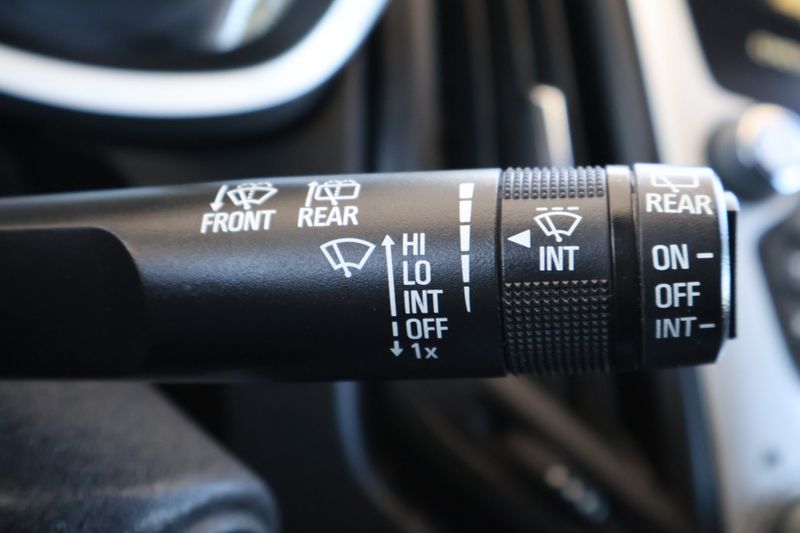 FRONT
REAR
HI
LO
INT
OFF
1x
INT
REAR
ON
OFF
INT